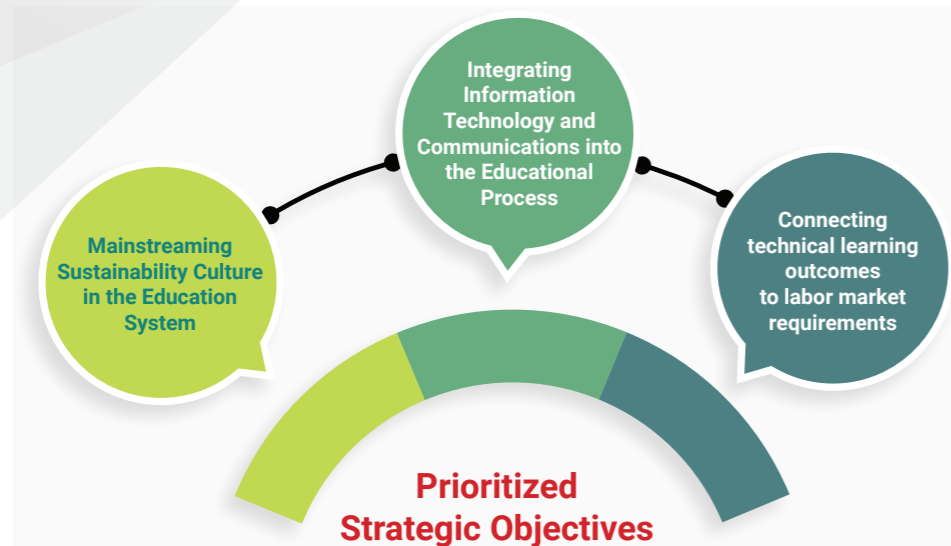 Mainstreaming
Sustainability Culture
in the Education
System
Integrating
Information
Technology and
Communications into
the Educational
Process
Connecting
technical learning
outcomes
to labor market
requirements
Prioritized
Strategic Objectives